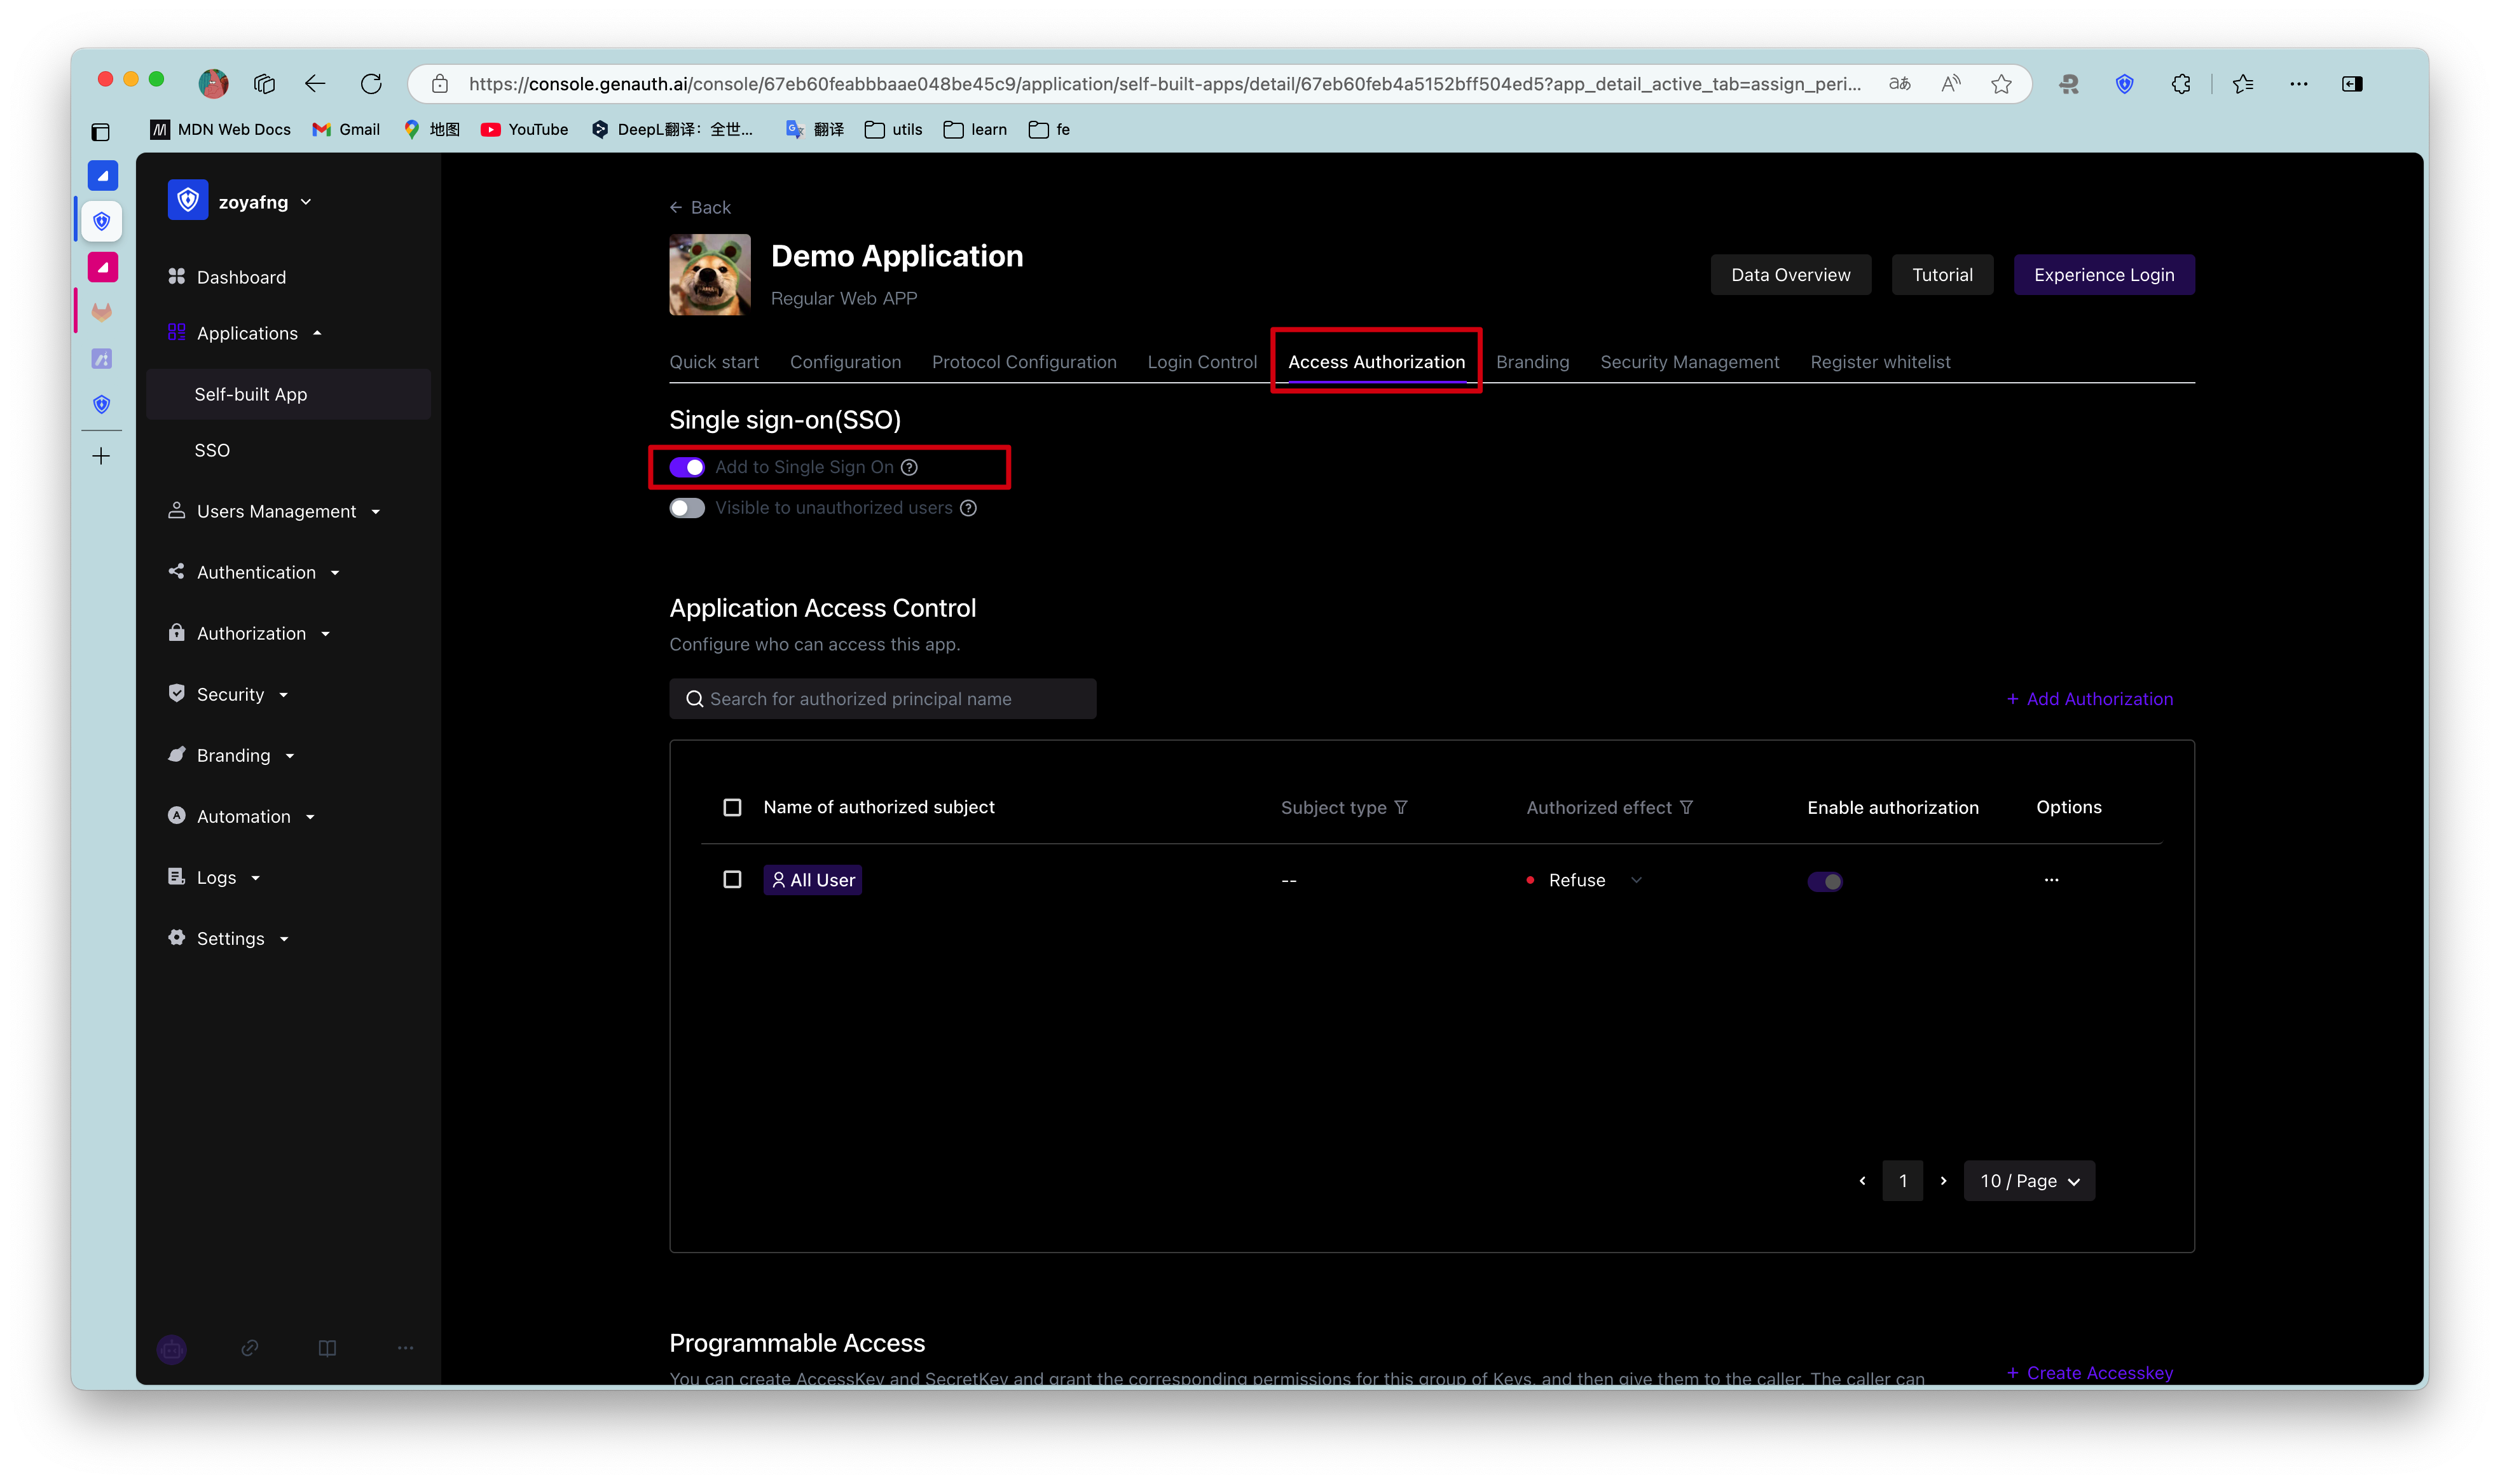 https://console.genauth.ai/console/67eb60feabbbaae048be45c9/application/self-built-apps/detail/67eb60feb4a5152bff504ed5?app_detail_active_tab=assign_peri...
MDN Web Docs
Gmail
地图
YouTube
DeepL翻译：全世...
翻译
utils
learn
fe
zoyafng
Dashboard
Applications
Self-built App
SSO
Users Management
Authentication
Authorization
Security
Branding
Automation
Logs
Settings
Back
Demo Application
Regular Web APP
Data Overview
Tutorial
Experience Login
Quick start
Configuration
Protocol Configuration
Login Control
Access Authorization
Branding
Security Management
Register whitelist
Single sign-on(SSO)
Add to Single Sign On
Visible to unauthorized users
Application Access Control
Configure who can access this app.
Search for authorized principal name
+ Add Authorization
Name of authorized subject
Subject type
Authorized effect
Enable authorization
Options
All User
--
Refuse
...
1
10 / Page
Programmable Access
You can create AccessKey and SecretKey and grant the corresponding permissions for this group of Keys, and then give them to the caller. The caller can
+ Create Accesskey